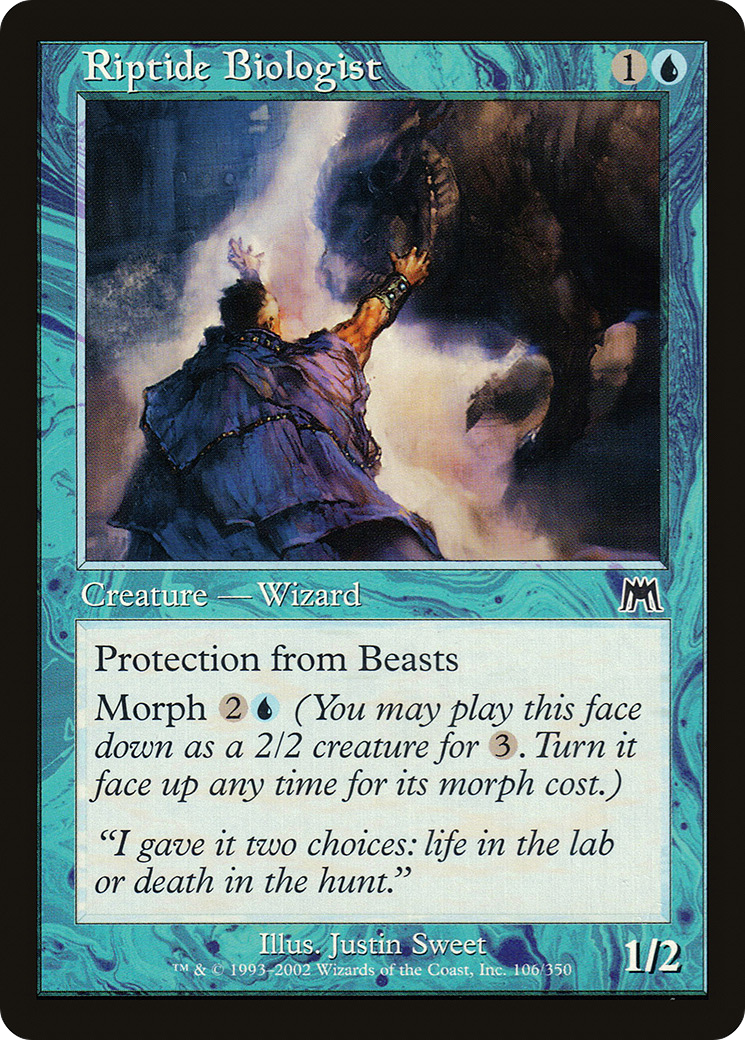 Riptide Biologist
1
Creature — Wizard
Protection from Beasts
Morph 2 (You may play this face
down as a 2/2 creature for 3. Turn it
face up any time for its morph cost.)
“I gave it two choices: life in the lab
or death in the hunt.”
Illus. Justin Sweet
™ & © 1993–2002 Wizards of the Coast, Inc. 106/350
1/2